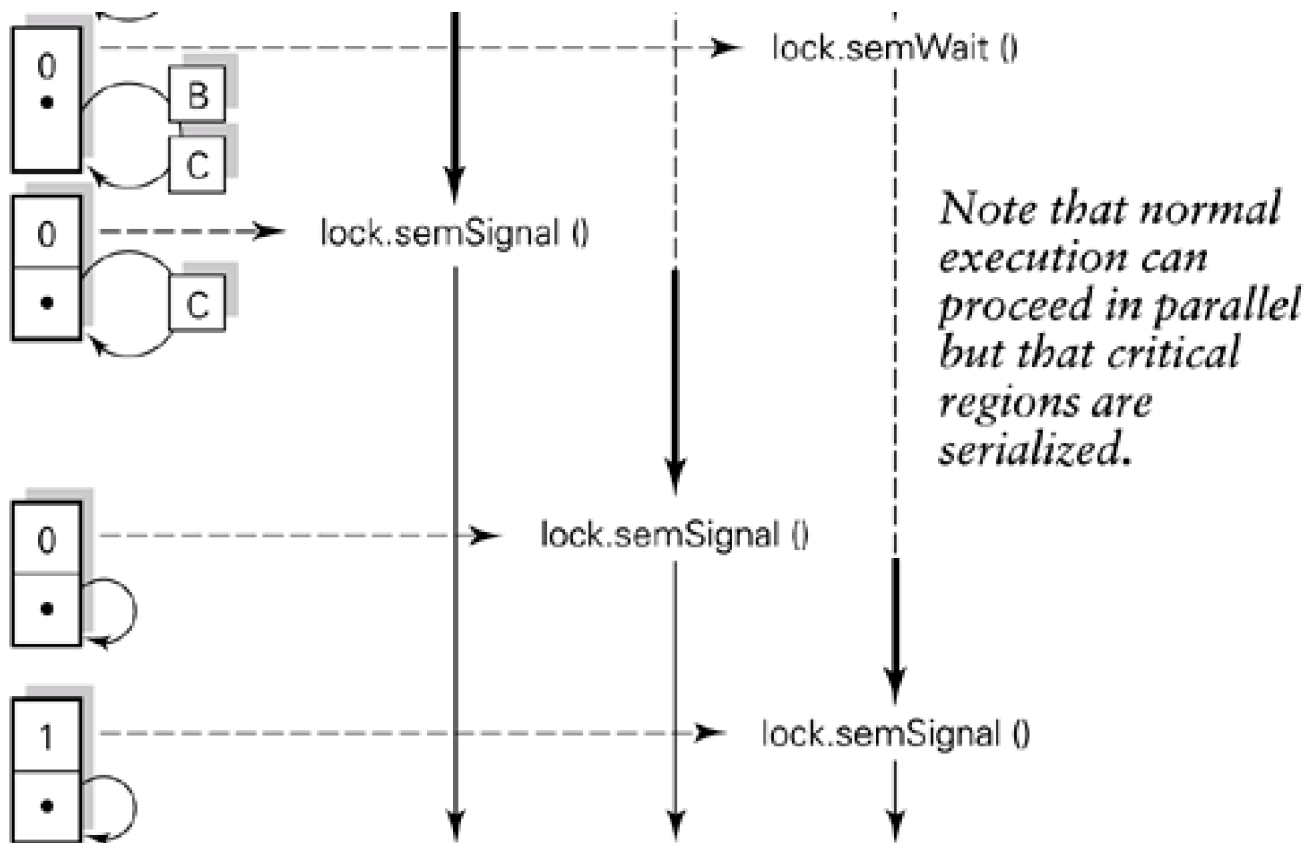 0
lock.semWait ()
B
C
0
lock.semSignal ()
C
Note that normal
execution can
proceed in parallel
but that critical
regions are
serialized.
0
lock.semSignal ()
1
lock.semSignal ()